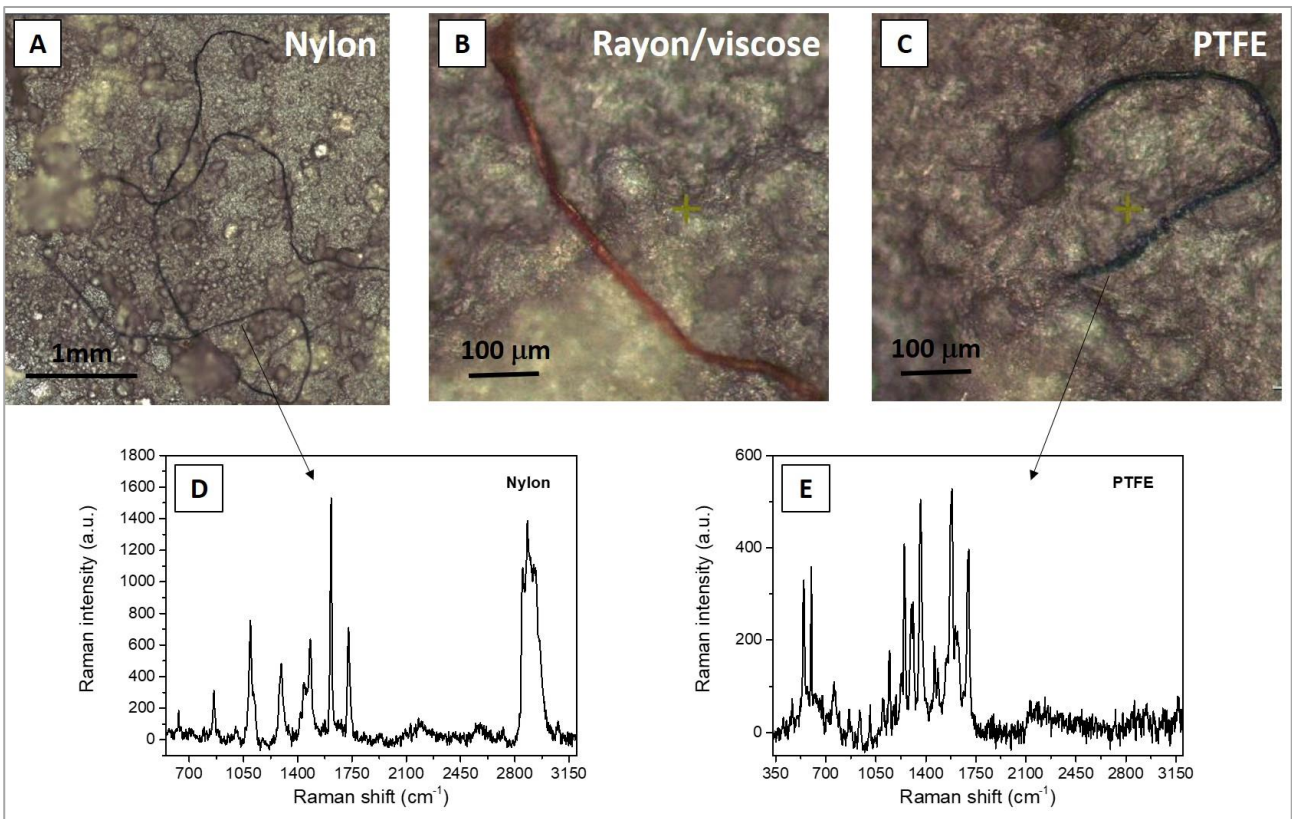 A
Nylon
1mm
B
Rayon/viscose
100 μm
C
PTFE
100 μm
D
Nylon
Raman intensity (a.u.)
1800
1600
1400
1200
1000
800
600
400
200
0
700 1050 1400 1750 2100 2450 2800 3150
Raman shift (cm⁻¹)
E
PTFE
Raman intensity (a.u.)
600
400
200
0
350 700 1050 1400 1750 2100 2450 2800 3150
Raman shift (cm⁻¹)